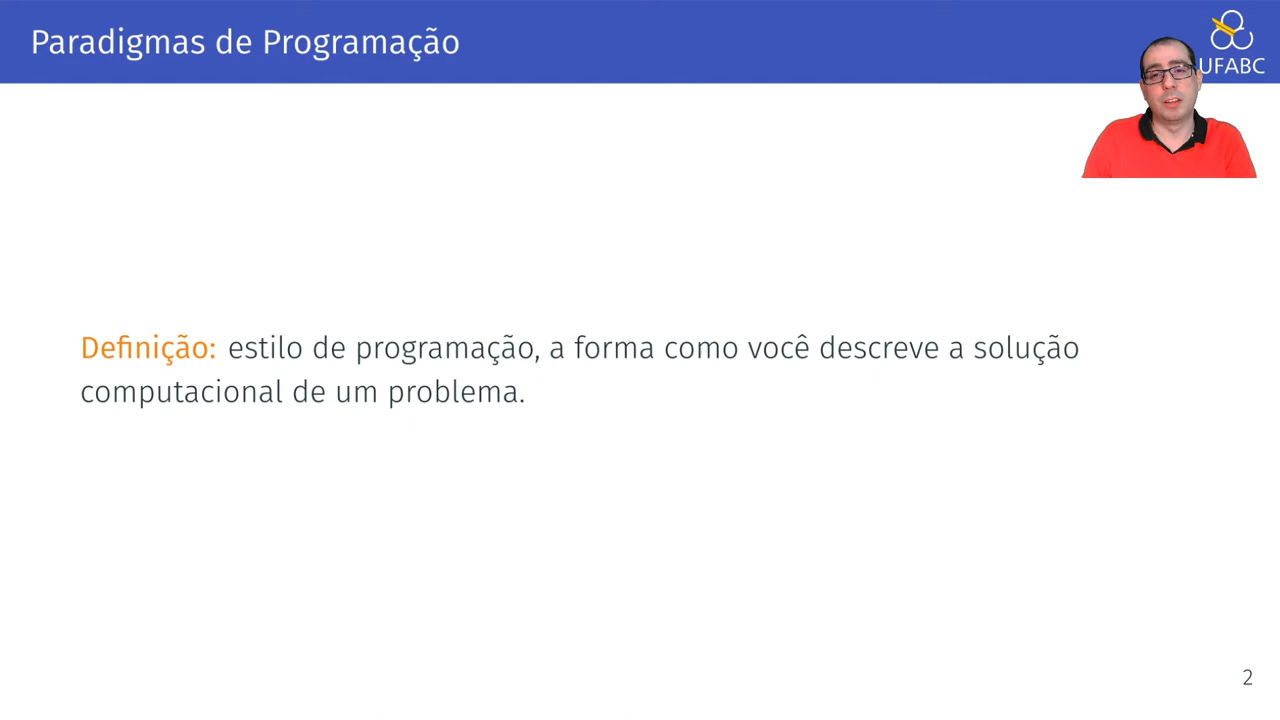 Paradigmas de Programação
UFABC
Definição: estilo de programação, a forma como você descreve a solução
computacional de um problema.
2